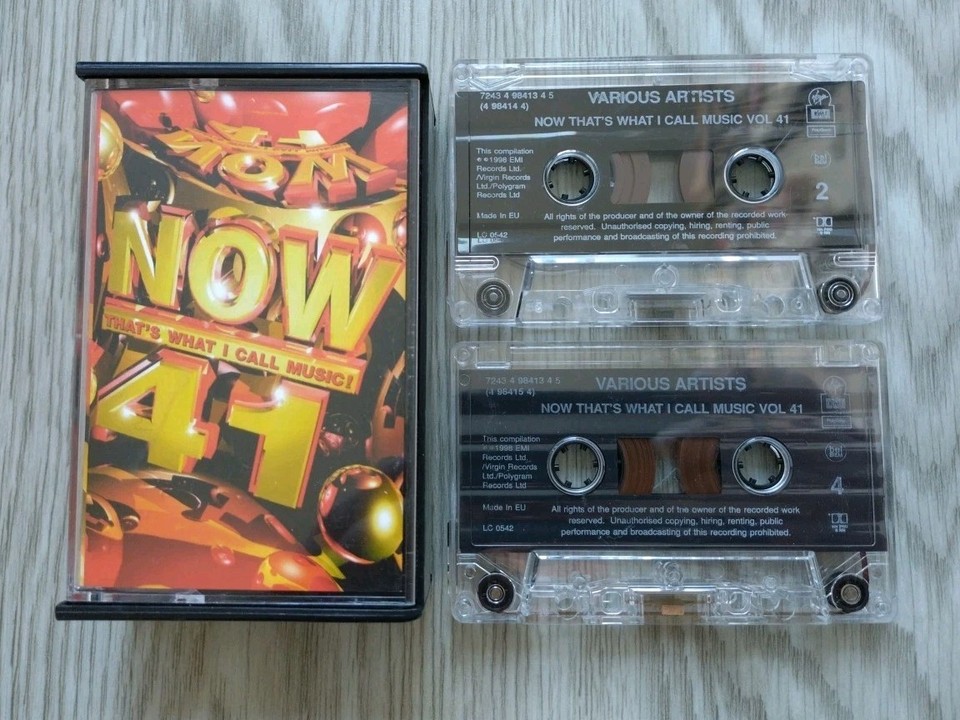 NOW
NOW
THAT'S WHAT I CALL MUSIC!
41
7243 4 98413 4 5
(4 98414 4)
VARIOUS ARTISTS
NOW THAT'S WHAT I CALL MUSIC VOL 41
This compilation
℗ © 1998 EMI
Records Ltd.
/Virgin Records
Ltd./Polygram
Records Ltd
Made In EU
LC 0542
All rights of the producer and of the owner of the recorded work
reserved. Unauthorised copying, hiring, renting, public
performance and broadcasting of this recording prohibited.
Virgin
EMI
2
7243 4 98413 4 5
(4 98415 4)
VARIOUS ARTISTS
NOW THAT'S WHAT I CALL MUSIC VOL 41
This compilation
℗ © 1998 EMI
Records Ltd.
/Virgin Records
Ltd./Polygram
Records Ltd
Made In EU
LC 0542
All rights of the producer and of the owner of the recorded work
reserved. Unauthorised copying, hiring, renting, public
performance and broadcasting of this recording prohibited.
4